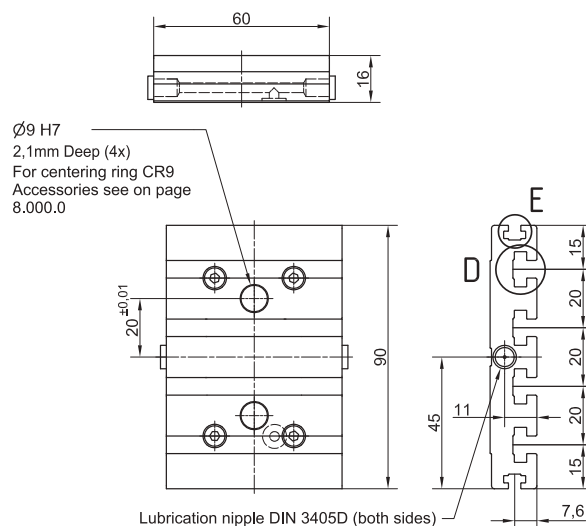 60
16
Ø9 H7
2,1mm Deep (4x)
For centering ring CR9
Accessories see on page
8.000.0
E
D
15
20 ±0,01
20
90
20
45
11
20
15
Lubrication nipple DIN 3405D (both sides)
7,6